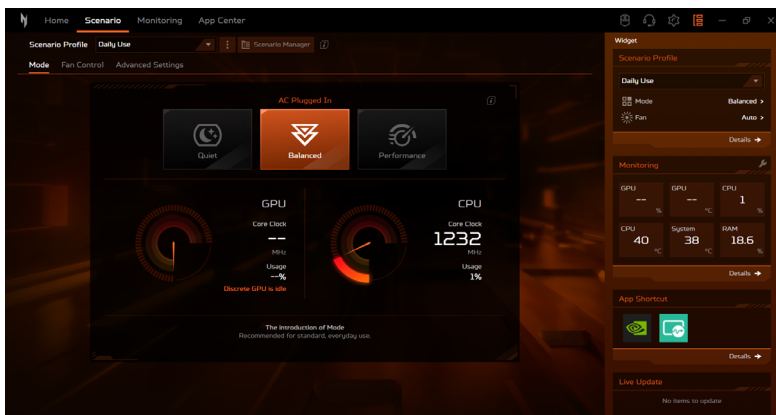 Home Scenario Monitoring App Center
Scenario Profile Daily Use Scenario Manager
Mode Fan Control Advanced Settings
AC Plugged In
Quiet Balanced Performance
GPU
Core Clock
--
MHz
Usage
--%
Discrete GPU is idle
CPU
Core Clock
1232
MHz
Usage
1%
The introduction of Mode
Recommended for standard, everyday use.
Widget
Scenario Profile
Daily Use
Mode Balanced >
Fan Auto >
Details →
Monitoring
GPU GPU CPU
-- -- 1
% °C %
CPU System RAM
40 38 18.6
°C °C %
Details →
App Shortcut
Details →
Live Update
No items to update